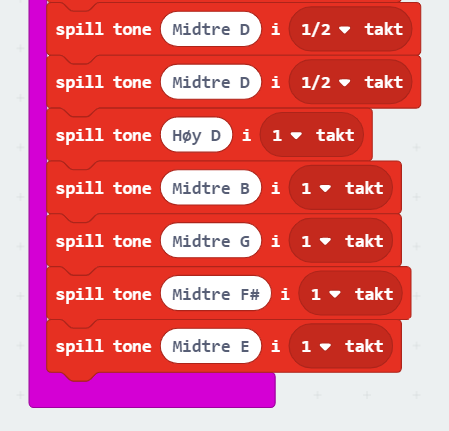 spill tone Midtre D i 1/2 takt
spill tone Midtre D i 1/2 takt
spill tone Høy D i 1 takt
spill tone Midtre B i 1 takt
spill tone Midtre G i 1 takt
spill tone Midtre F# i 1 takt
spill tone Midtre E i 1 takt